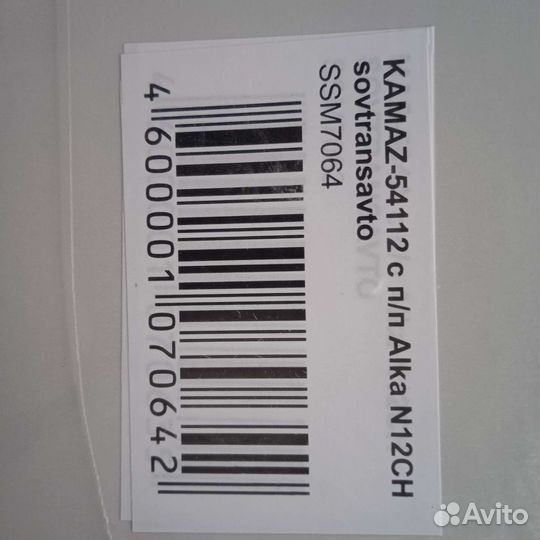 KAMAZ-54112 с п/п Alka N12CH
sovtransavto
SSM7064
4 600001 070642
Avito